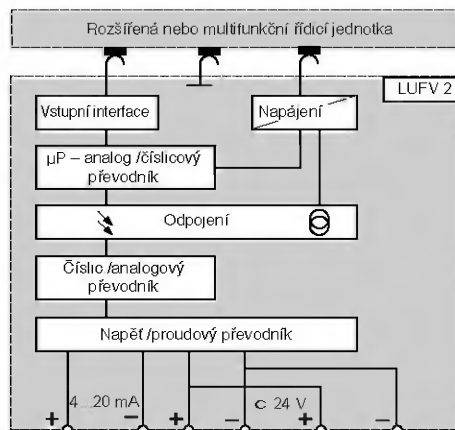 Rozšířená nebo multifunkční řídicí jednotka
LUFV 2
Vstupní interface
Napájení
µP – analog /číslicový
převodník
Odpojení
Číslic /analogový
převodník
Napěť /proudový převodník
4...20 mA
c 24 V
+ – + – + –